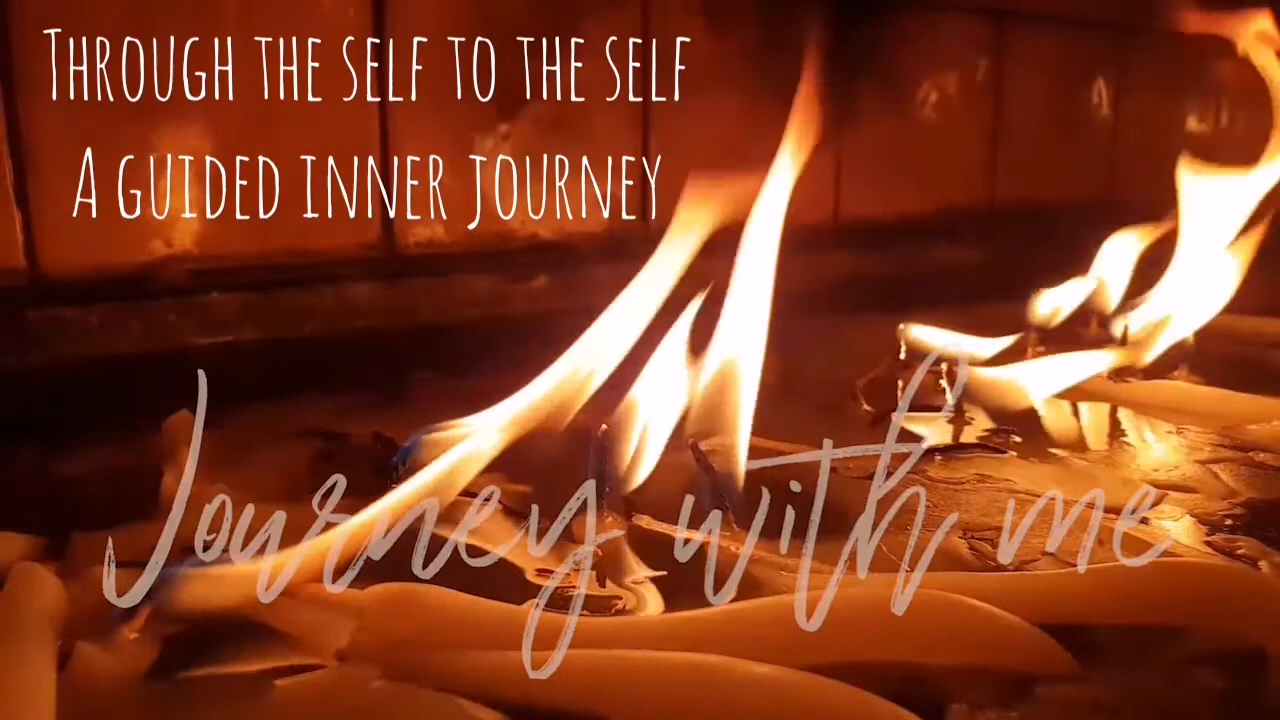 THROUGH THE SELF TO THE SELF
A GUIDED INNER JOURNEY
Journey with me